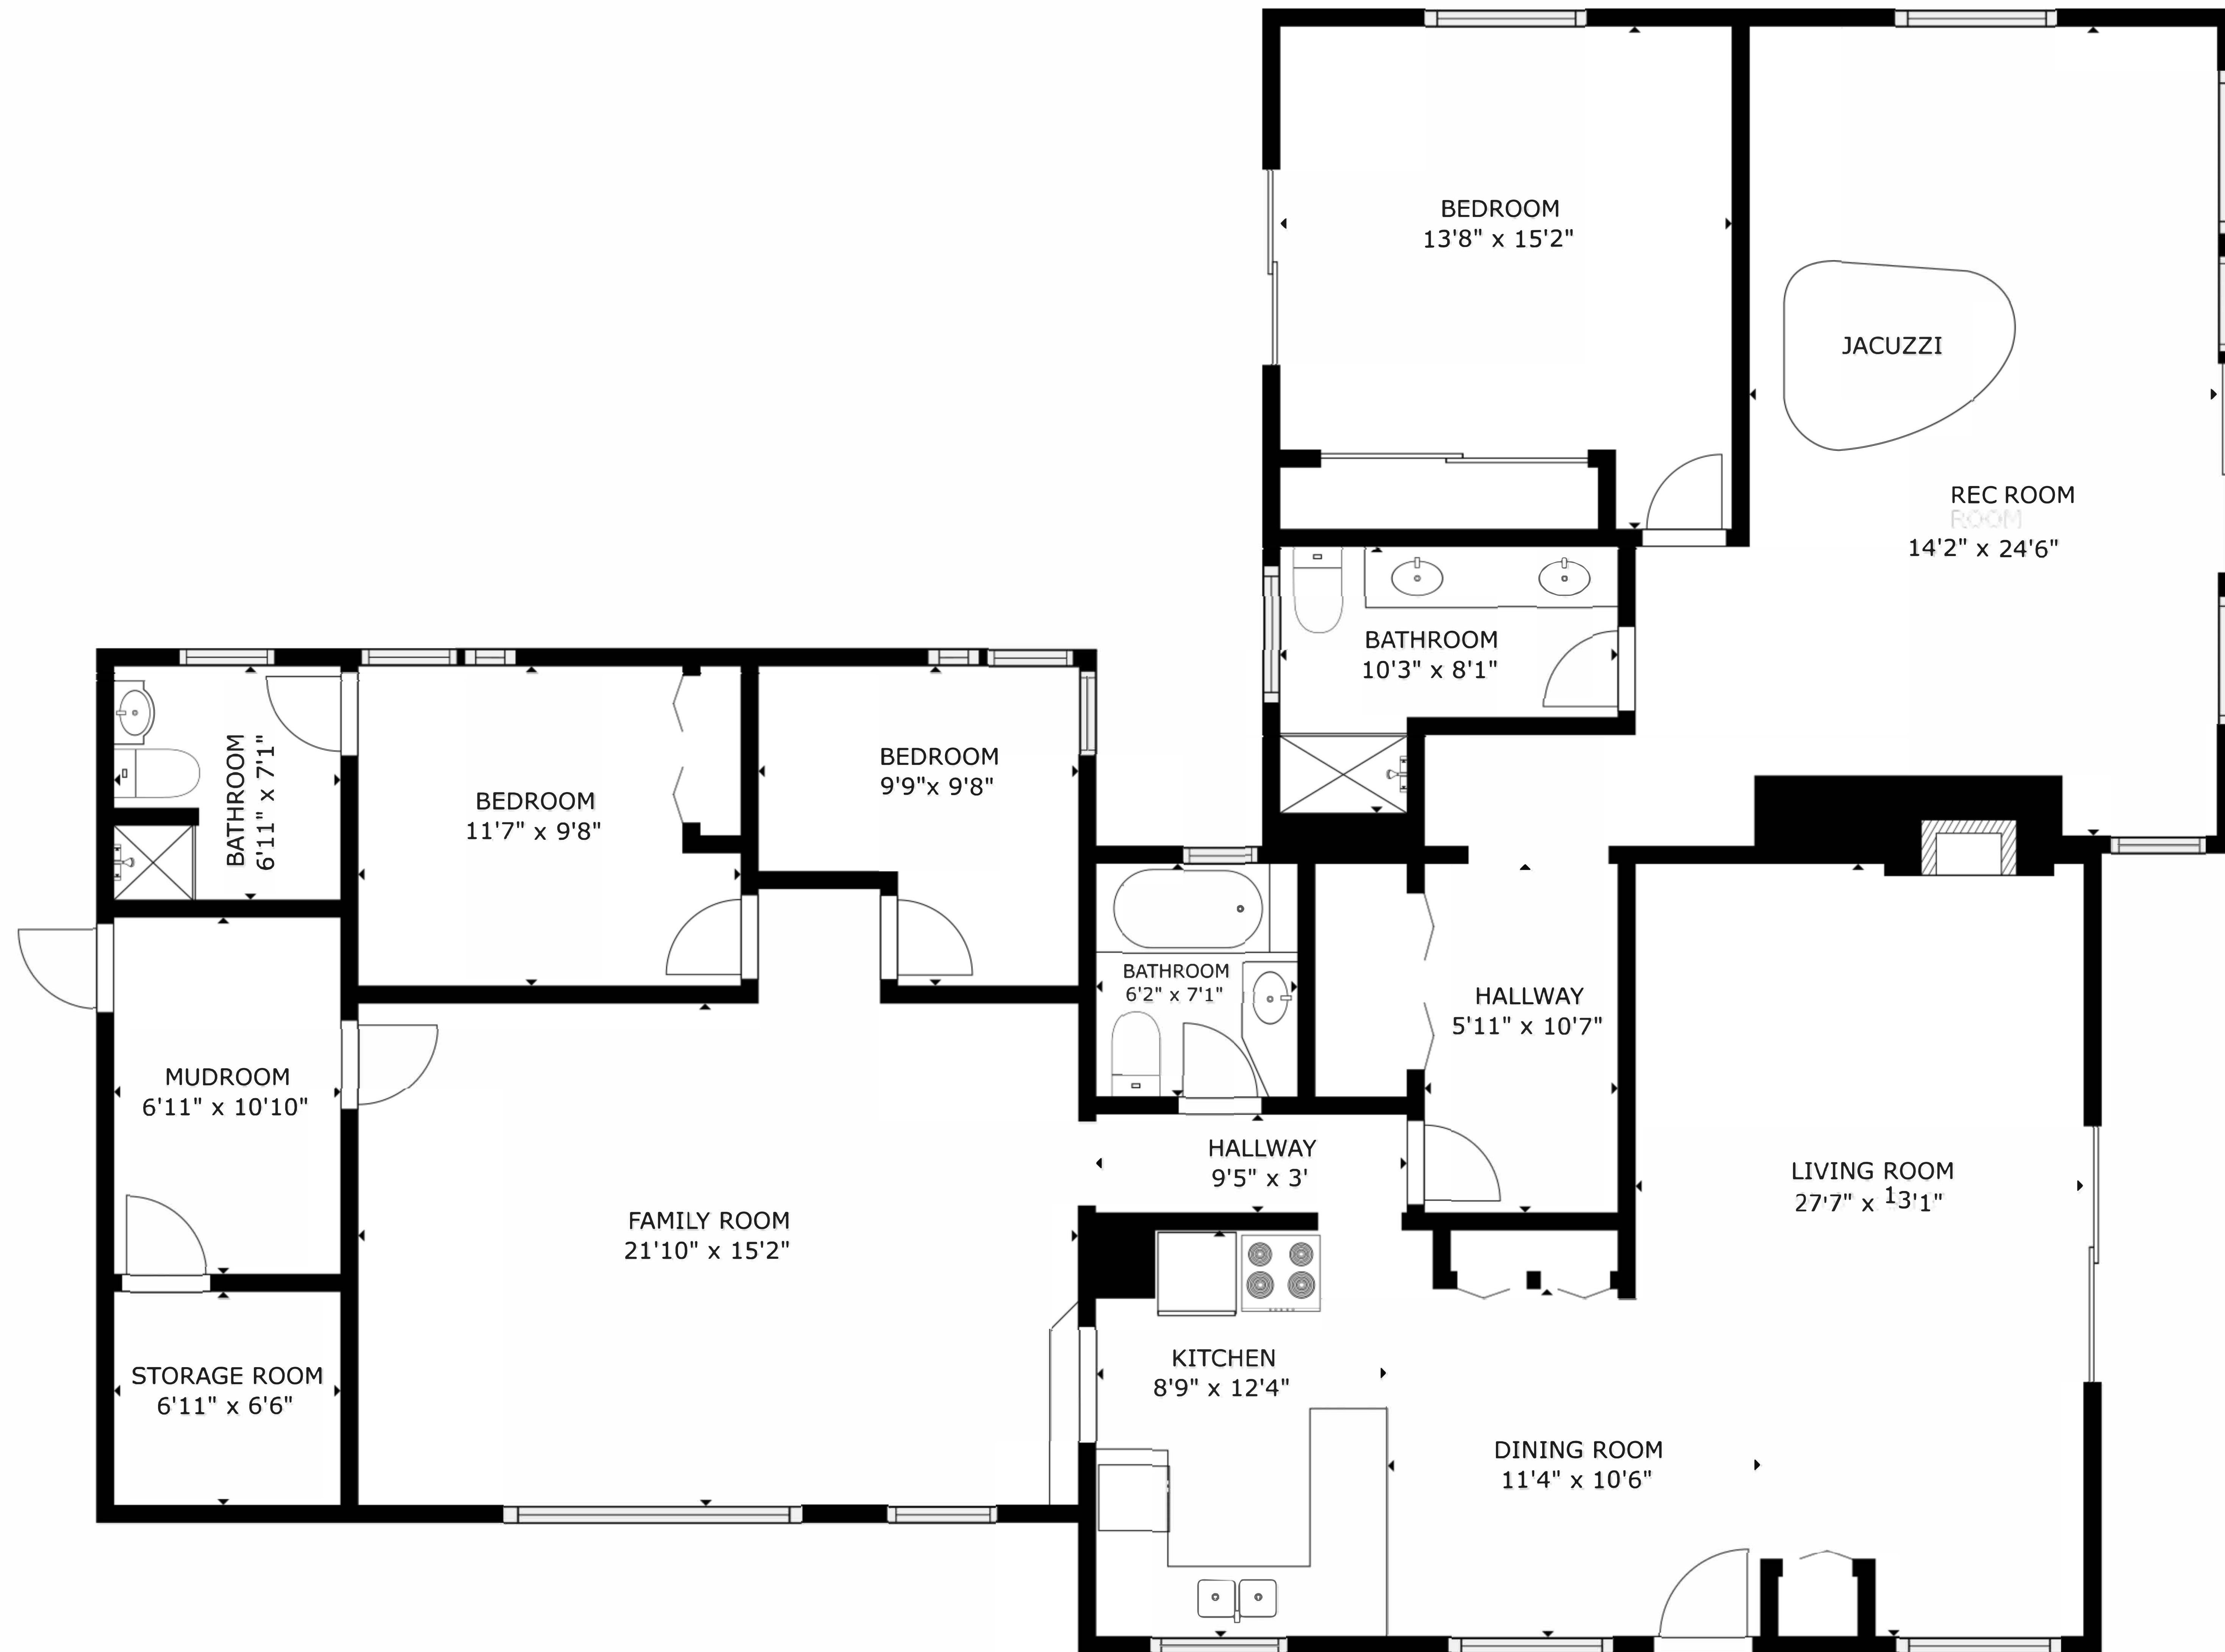 BEDROOM
13'8" x 15'2"
JACUZZI
REC ROOM
ROOM
14'2" x 24'6"
BATHROOM
10'3" x 8'1"
BATHROOM
6'11" x 7'1"
BEDROOM
11'7" x 9'8"
BEDROOM
9'9"x 9'8"
BATHROOM
6'2" x 7'1"
HALLWAY
5'11" x 10'7"
MUDROOM
6'11" x 10'10"
HALLWAY
9'5" x 3'
LIVING ROOM
27'7" x 13'1"
FAMILY ROOM
21'10" x 15'2"
KITCHEN
8'9" x 12'4"
STORAGE ROOM
6'11" x 6'6"
DINING ROOM
11'4" x 10'6"